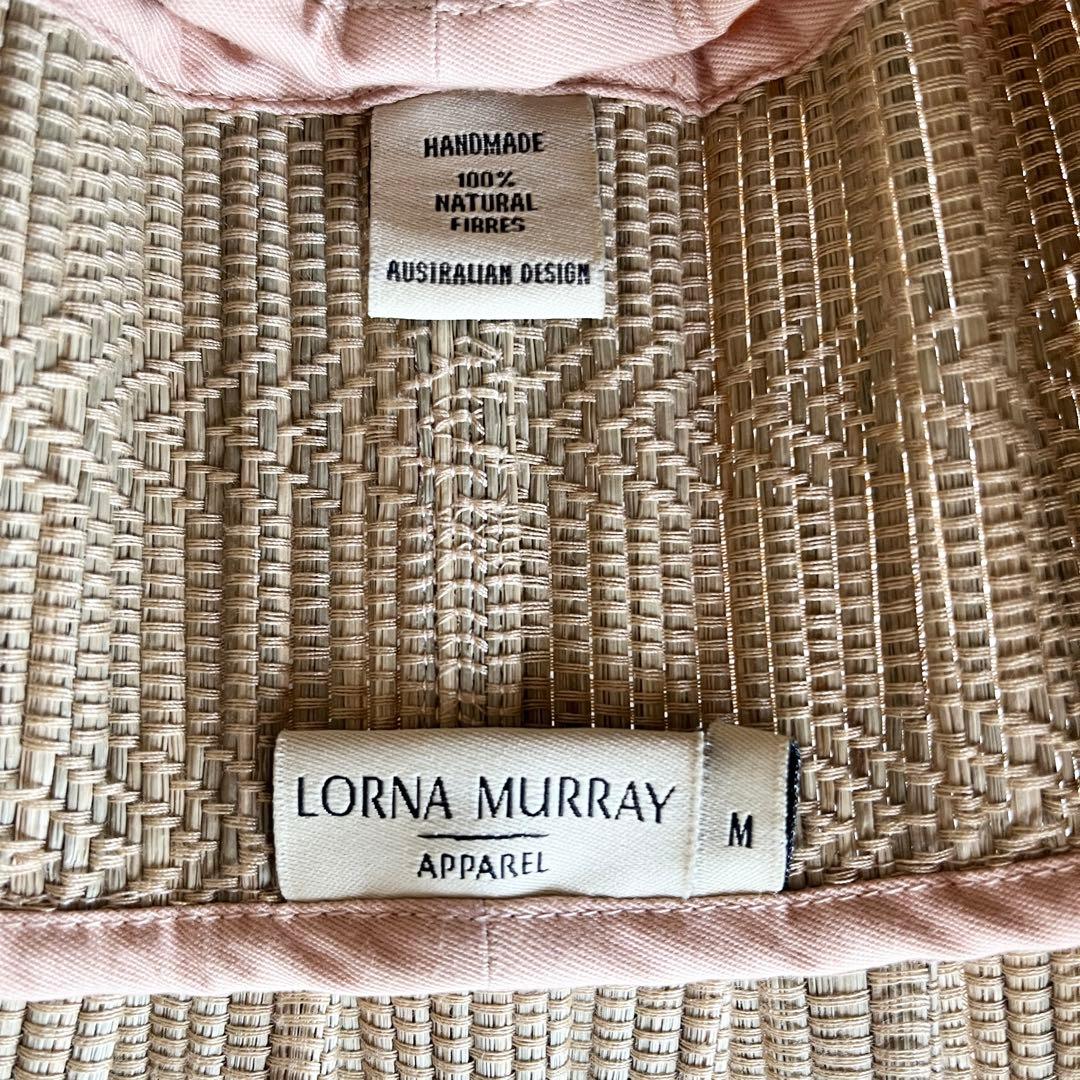 HANDMADE
100%
NATURAL
FIBRES
AUSTRALIAN DESIGN
LORNA MURRAY
APPAREL
M